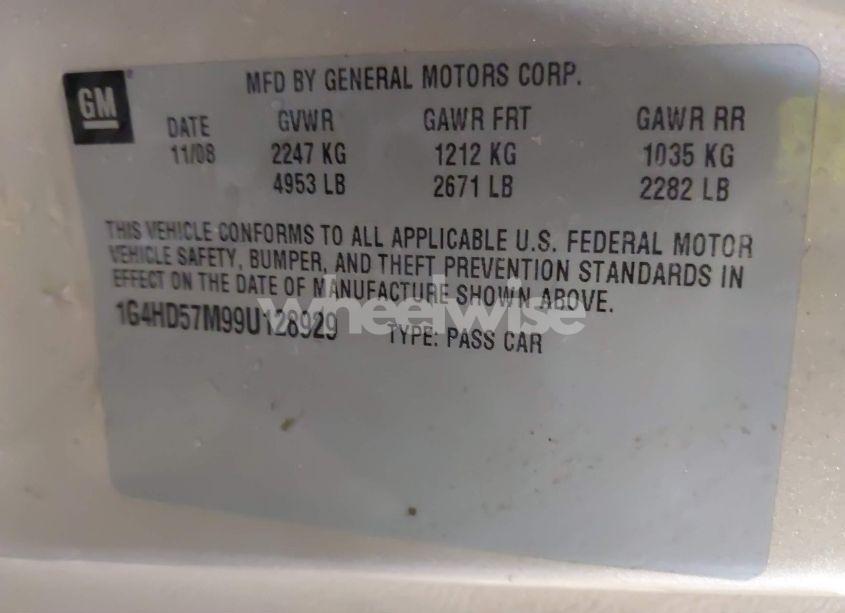 GM
MFD BY GENERAL MOTORS CORP.
DATE GVWR GAWR FRT GAWR RR
11/08 2247 KG 1212 KG 1035 KG
4953 LB 2671 LB 2282 LB
THIS VEHICLE CONFORMS TO ALL APPLICABLE U.S. FEDERAL MOTOR
VEHICLE SAFETY, BUMPER, AND THEFT PREVENTION STANDARDS IN
EFFECT ON THE DATE OF MANUFACTURE SHOWN ABOVE.
wheelwise
1G4HD57M99U128929 TYPE: PASS CAR